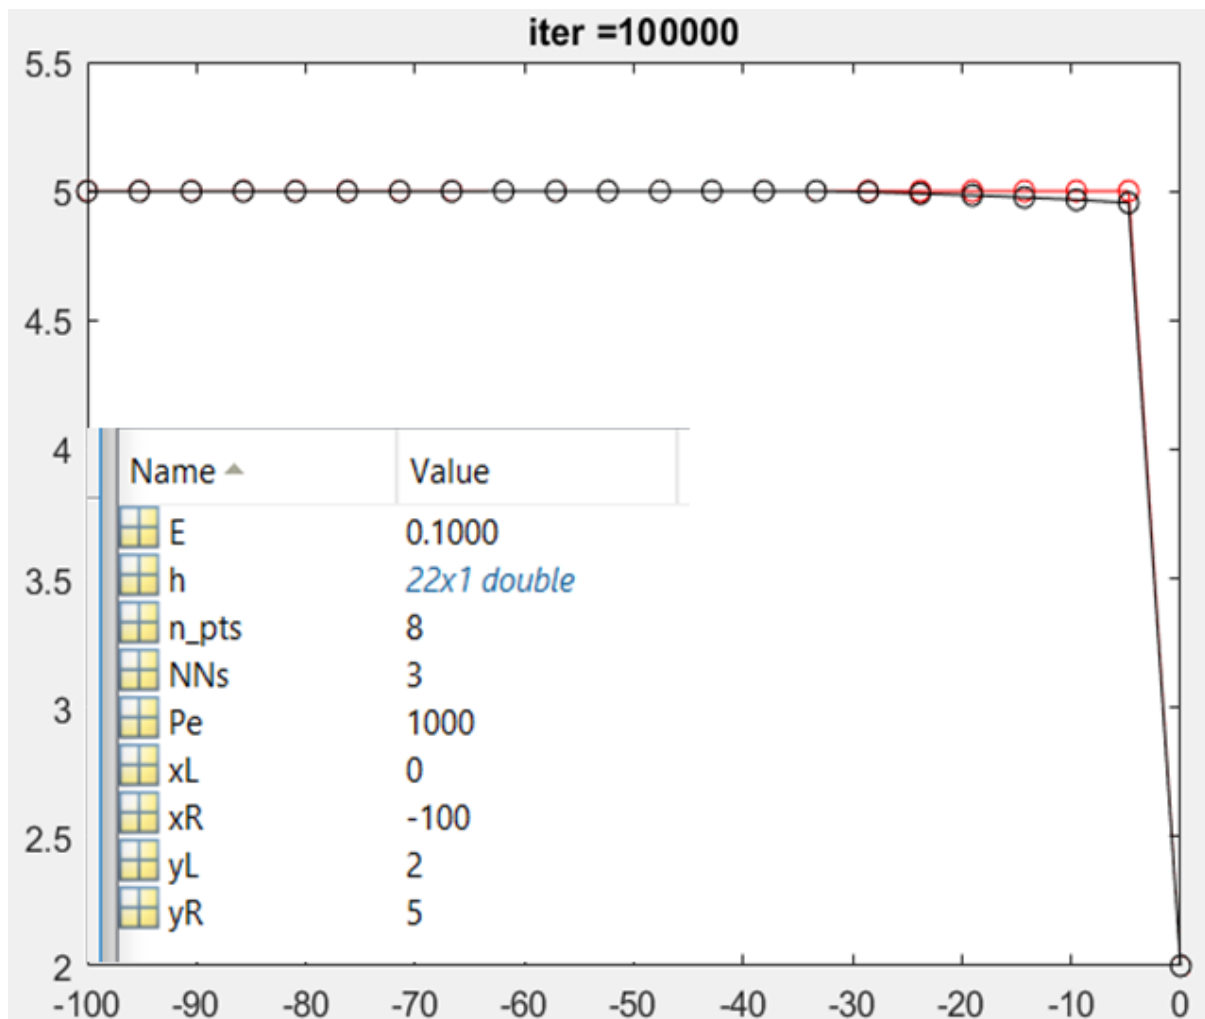 iter =100000
5.5
5
4.5
4
3.5
3
2.5
2
Name Value
E 0.1000
h 22x1 double
n_pts 8
NNs 3
Pe 1000
xL 0
xR -100
yL 2
yR 5
-100 -90 -80 -70 -60 -50 -40 -30 -20 -10 0